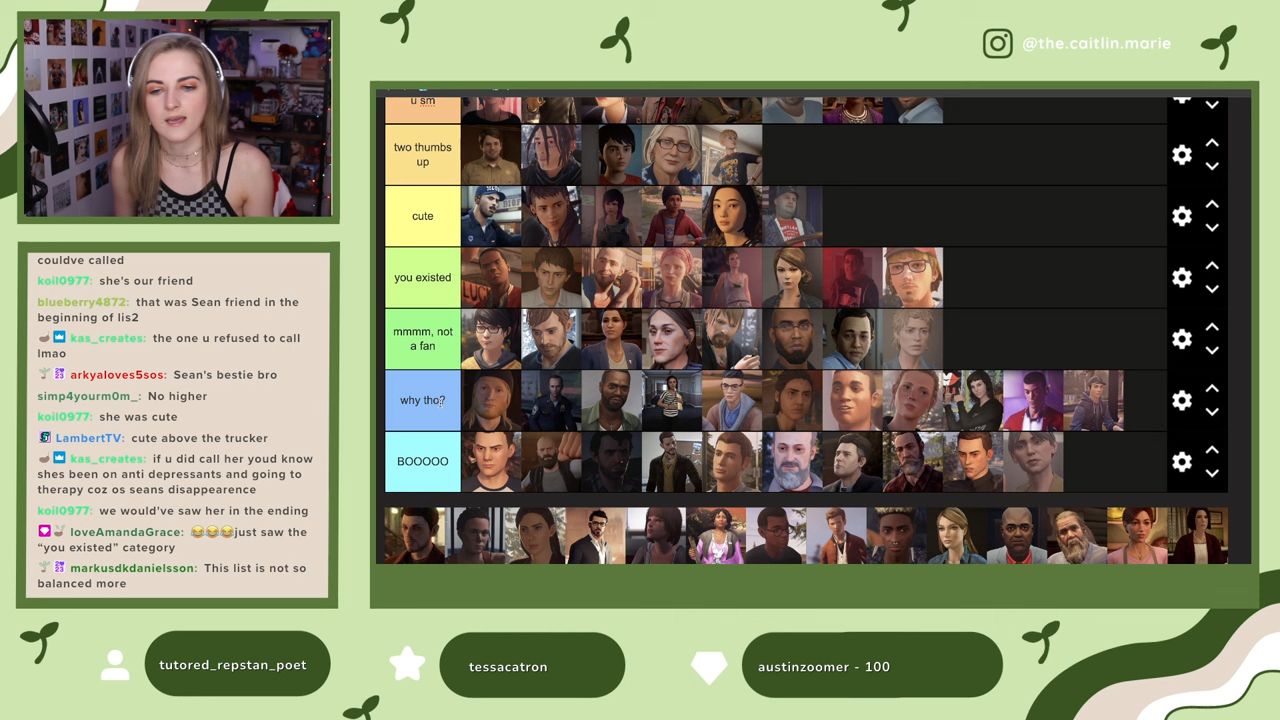 @the.caitlin.marie
couldve called
koil0977: she's our friend
blueberry4872: that was Sean friend in the
beginning of lis2
kas_creates: the one u refused to call
lmao
arkyaloves5sos: Sean's bestie bro
simp4yourm0m_: No higher
koil0977: she was cute
LambertTV: cute above the trucker
kas_creates: if u did call her youd know
shes been on anti depressants and going to
therapy coz os seans disappearence
koil0977: we would've saw her in the ending
loveAmandaGrace: 😂😂😂just saw the
“you existed” category
markusdkdanielsson: This list is not so
balanced more
u sm
two thumbs
up
cute
you existed
mmmm, not
a fan
why tho?
BOOOOO
tutored_repstan_poet
tessacatron
austinzoomer - 100